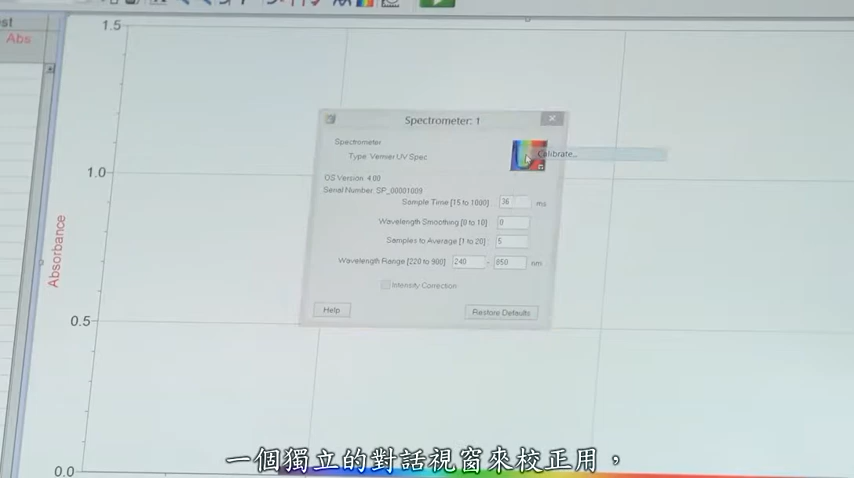 1.5
Abs
1.0
Absorbance
0.5
0.0
Spectrometer: 1
Spectrometer
Type: Vernier UV Spec
Calibrate...
OS Version: 4.00
Serial Number: SP_00001009
Sample Time [15 to 1000]: 36 ms
Wavelength Smoothing [0 to 10]: 0
Samples to Average [1 to 20]: 5
Wavelength Range [220 to 900]: 240 - 850 nm
Intensity Correction
Help
Restore Defaults
一個獨立的對話視窗來校正用，